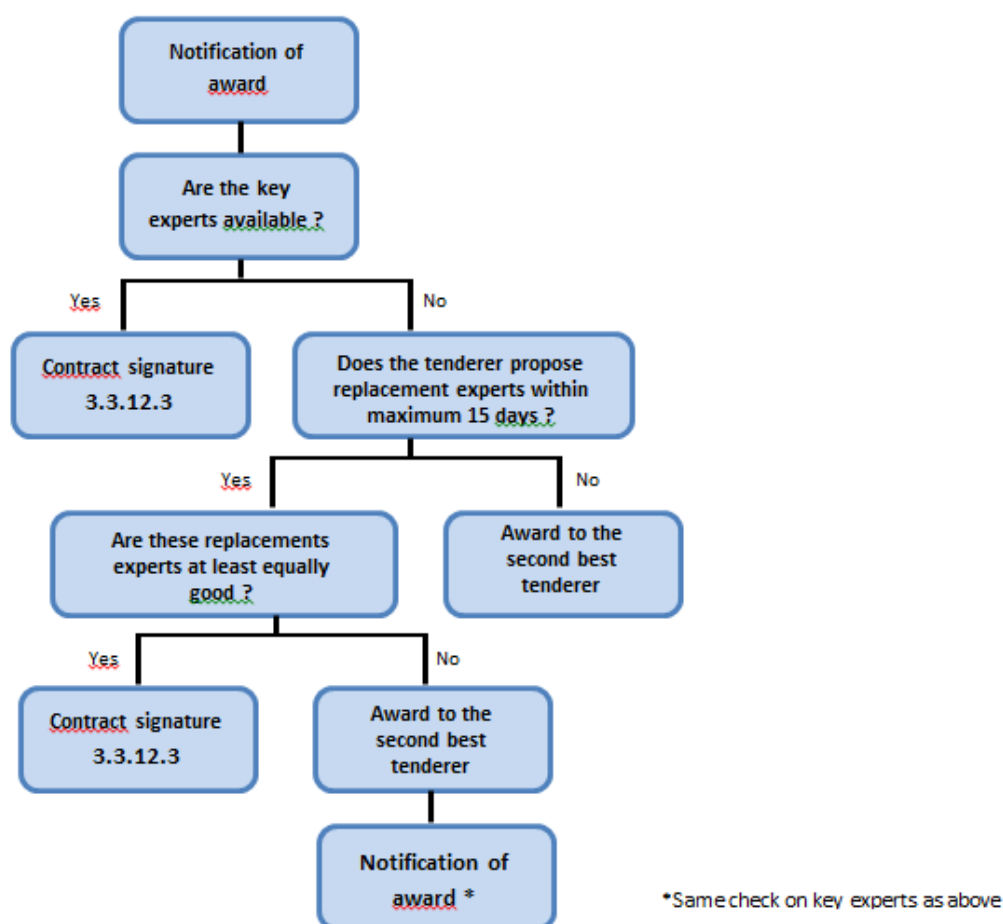 Notification of
award
Are the key
experts available ?
Yes
No
Contract signature
3.3.12.3
Does the tenderer propose
replacement experts within
maximum 15 days ?
Yes
No
Are these replacements
experts at least equally
good ?
Award to the
second best
tenderer
Yes
No
Contract signature
3.3.12.3
Award to the
second best
tenderer
Notification of
award *
*Same check on key experts as above